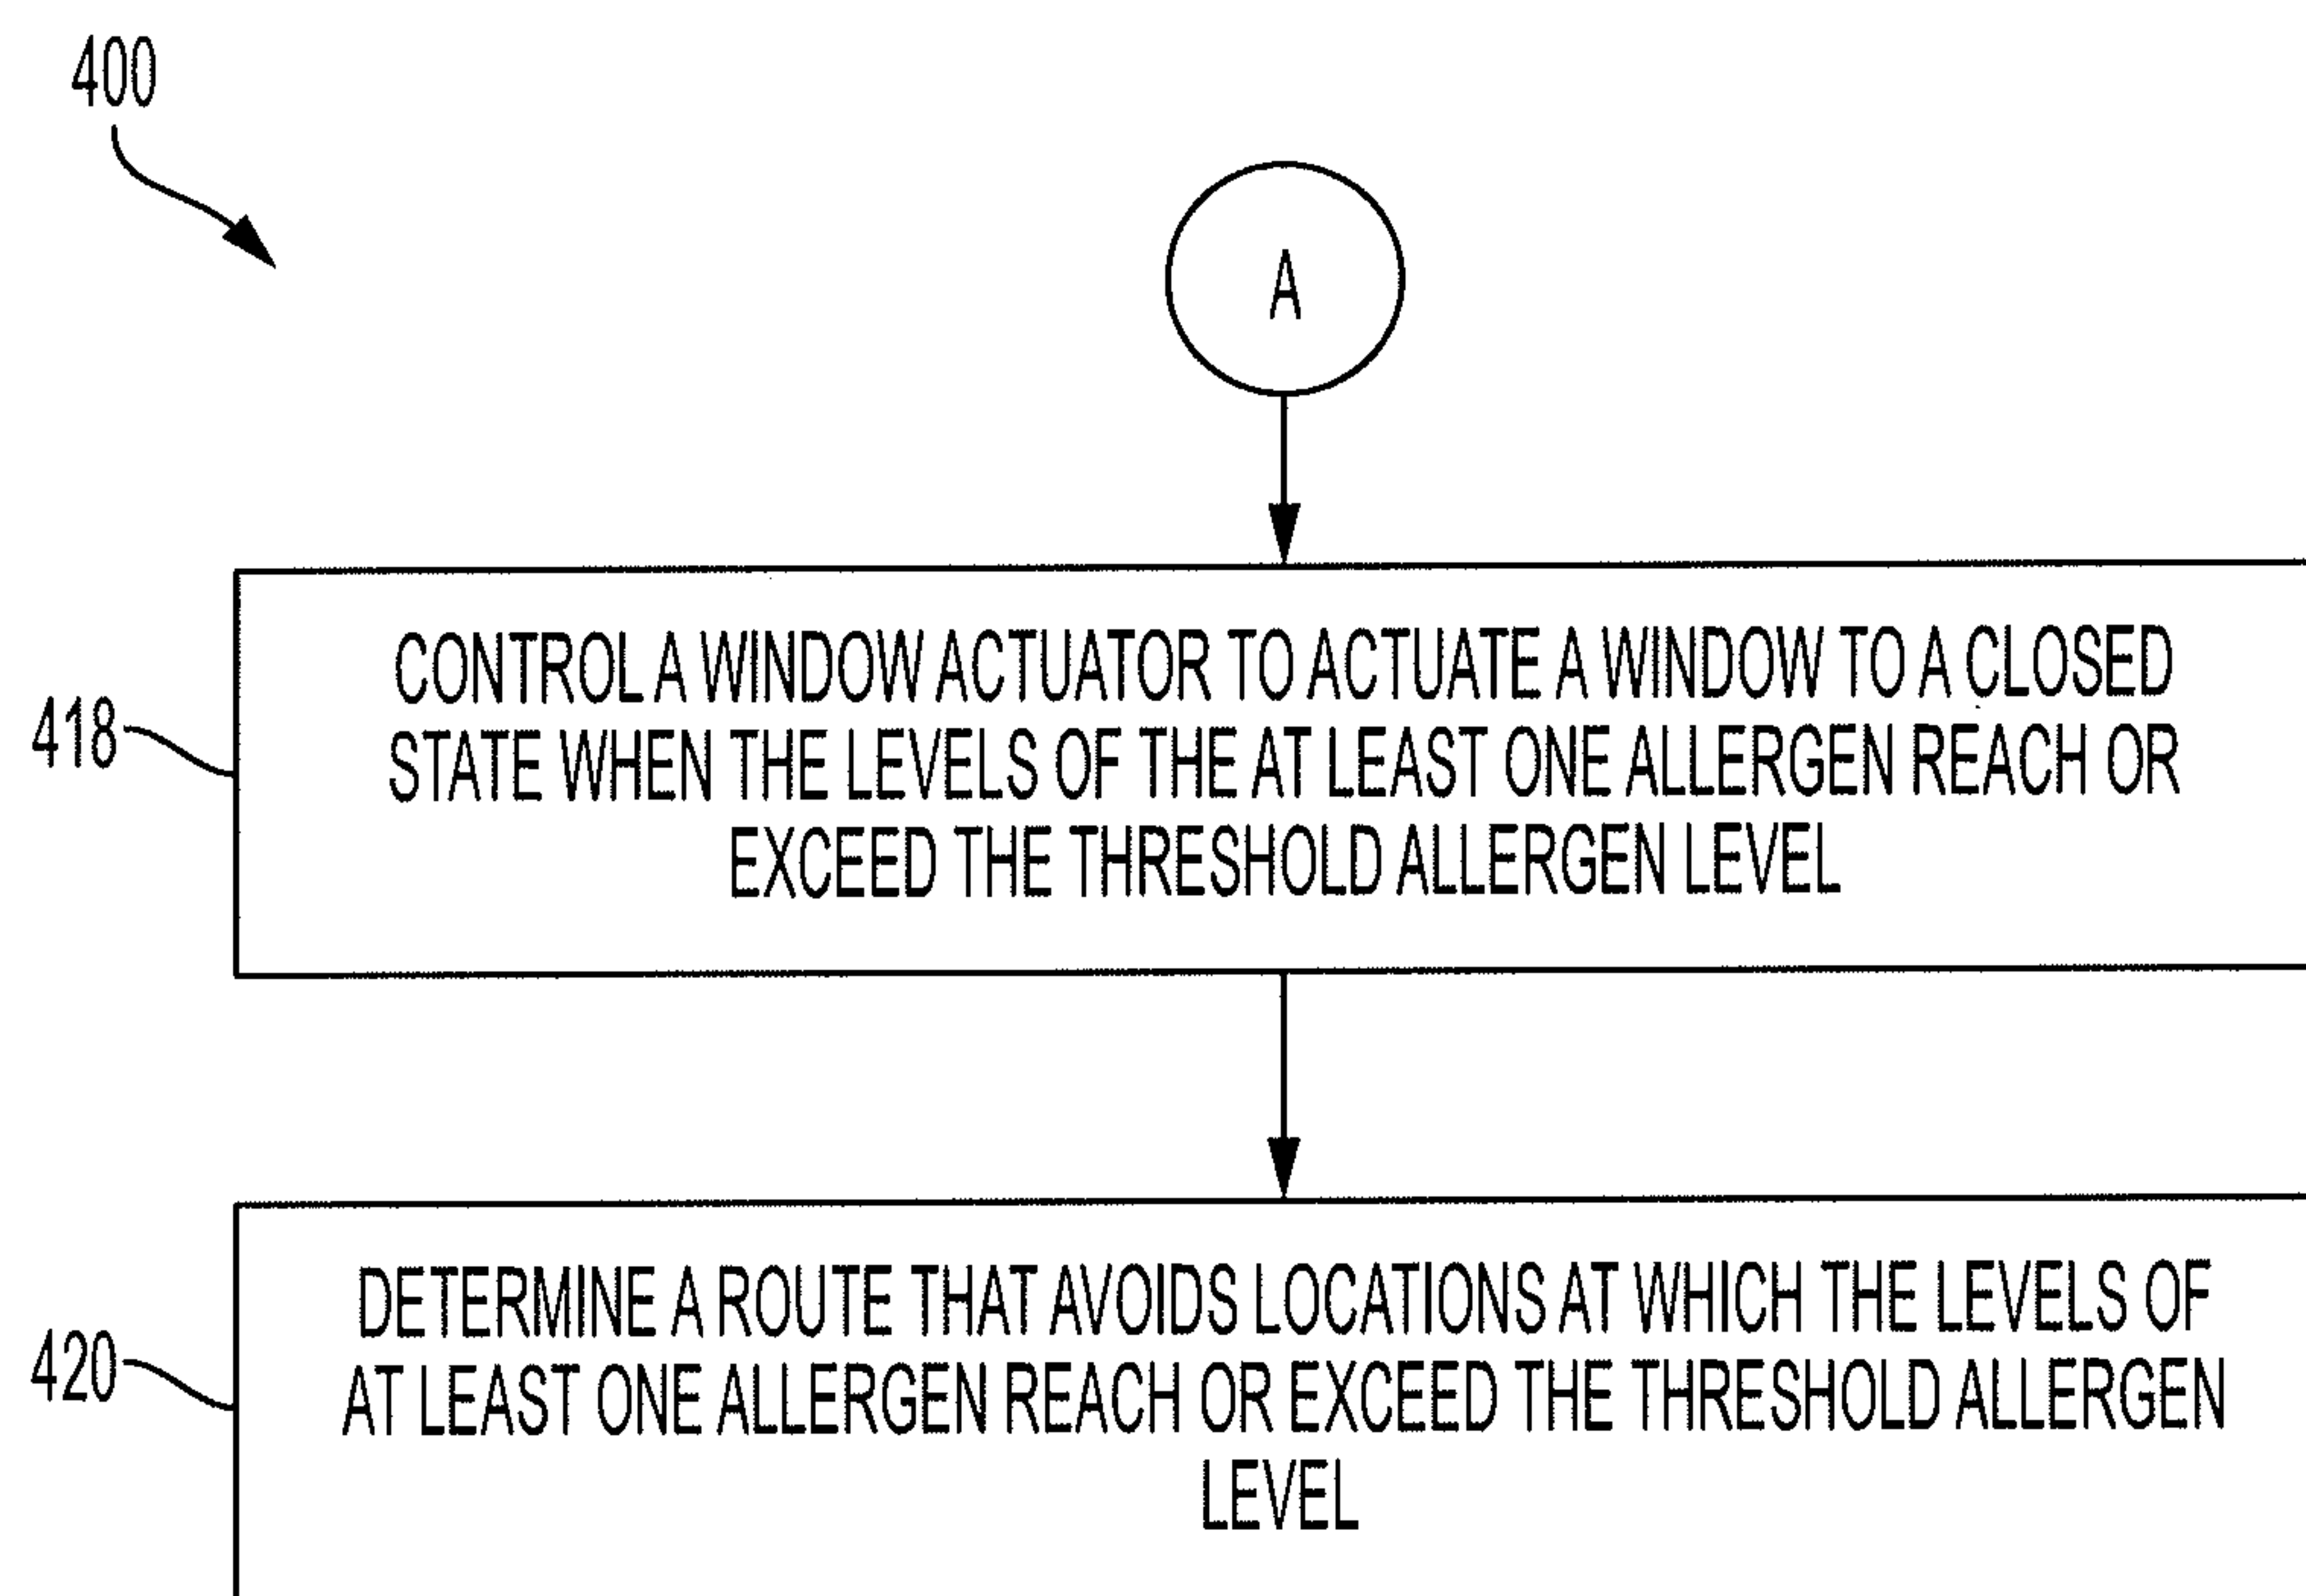 400
A
418
CONTROL A WINDOW ACTUATOR TO ACTUATE A WINDOW TO A CLOSED
STATE WHEN THE LEVELS OF THE AT LEAST ONE ALLERGEN REACH OR
EXCEED THE THRESHOLD ALLERGEN LEVEL
420
DETERMINE A ROUTE THAT AVOIDS LOCATIONS AT WHICH THE LEVELS OF
AT LEAST ONE ALLERGEN REACH OR EXCEED THE THRESHOLD ALLERGEN
LEVEL